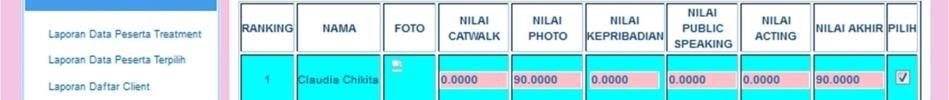 Laporan Data Peserta Treatment
Laporan Data Peserta Terpilih
Laporan Daftar Client
RANKING NAMA FOTO NILAI CATWALK NILAI PHOTO NILAI KEPRIBADIAN NILAI PUBLIC SPEAKING NILAI ACTING NILAI AKHIR PILIH
1 Claudia Chikita 0.0000 90.0000 0.0000 0.0000 0.0000 90.0000